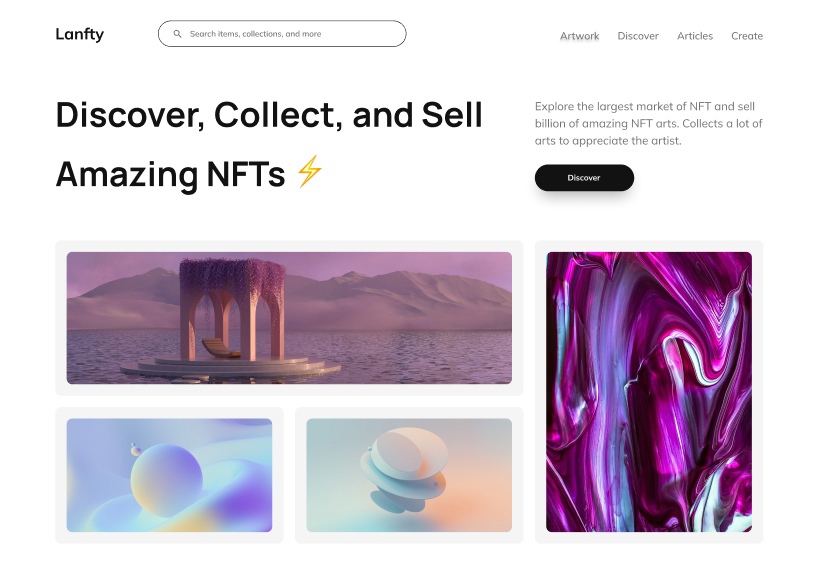 Lanfty
Search items, collections, and more
Artwork
Discover
Articles
Create
Discover, Collect, and Sell
Amazing NFTs ⚡
Explore the largest market of NFT and sell
billion of amazing NFT arts. Collects a lot of
arts to appreciate the artist.
Discover